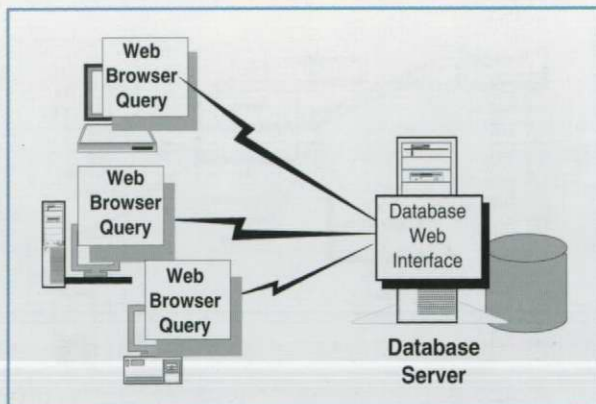 Web
Browser
Query
Web
Browser
Query
Web
Browser
Query
Database
Web
Interface
Database
Server